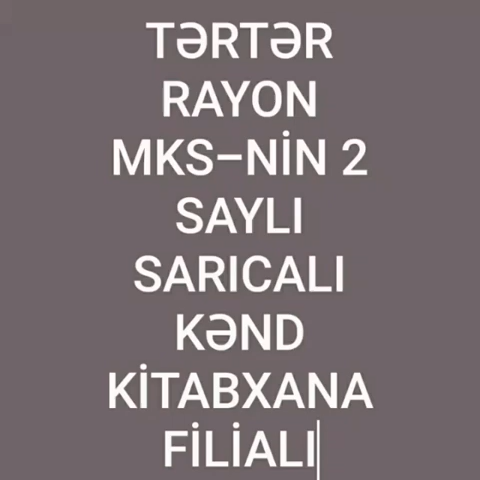 TƏRTƏR
RAYON
MKS–NİN 2
SAYLI
SARICALI
KƏND
KİTABXANA
FİLİALI